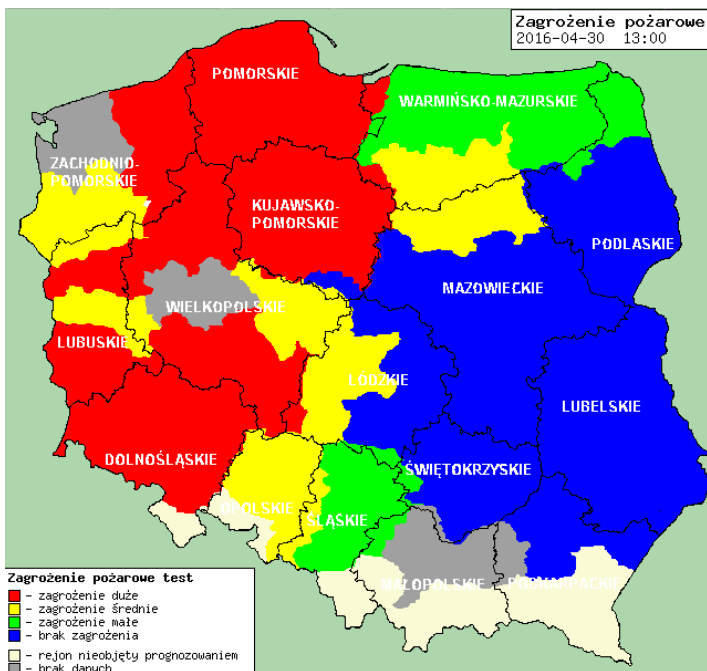 Zagrożenie pożarowe
2016-04-30 13:00
POMORSKIE
WARMIŃSKO-MAZURSKIE
ZACHODNIO-
POMORSKIE
KUJAWSKO-
POMORSKIE
PODLASKIE
MAZOWIECKIE
WIELKOPOLSKIE
LUBUSKIE
ŁÓDZKIE
LUBELSKIE
DOLNOŚLĄSKIE
ŚWIĘTOKRZYSKIE
OPOLSKIE
ŚLĄSKIE
MAŁOPOLSKIE
PODKARPACKIE
Zagrożenie pożarowe test
- zagrożenie duże
- zagrożenie średnie
- zagrożenie małe
- brak zagrożenia
- rejon nieobjęty prognozowaniem
- brak danych